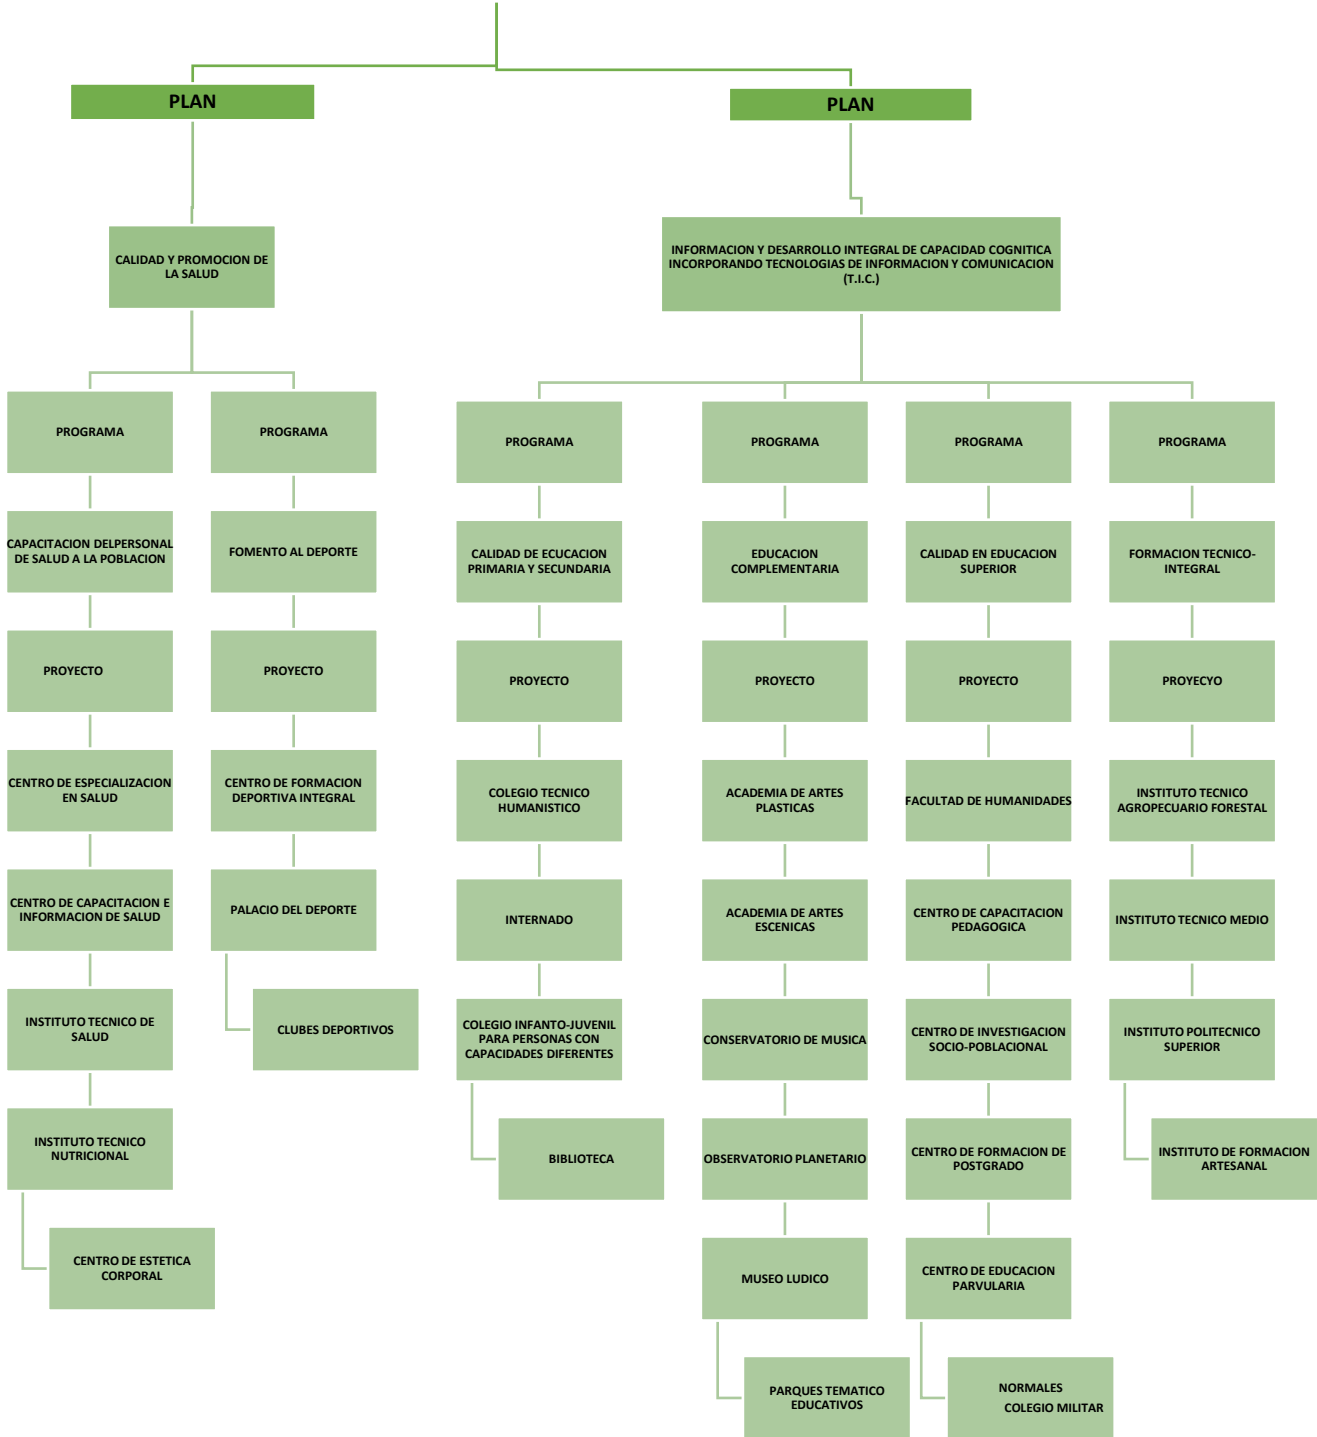 PLAN
PLAN
CALIDAD Y PROMOCION DE
LA SALUD
INFORMACION Y DESARROLLO INTEGRAL DE CAPACIDAD COGNITICA
INCORPORANDO TECNOLOGIAS DE INFORMACION Y COMUNICACION
(T.I.C.)
PROGRAMA
CAPACITACION DELPERSONAL
DE SALUD A LA POBLACION
PROYECTO
CENTRO DE ESPECIALIZACION
EN SALUD
CENTRO DE CAPACITACION E
INFORMACION DE SALUD
INSTITUTO TECNICO DE
SALUD
INSTITUTO TECNICO
NUTRICIONAL
CENTRO DE ESTETICA
CORPORAL
PROGRAMA
FOMENTO AL DEPORTE
PROYECTO
CENTRO DE FORMACION
DEPORTIVA INTEGRAL
PALACIO DEL DEPORTE
CLUBES DEPORTIVOS
PROGRAMA
CALIDAD DE ECUCACION
PRIMARIA Y SECUNDARIA
PROYECTO
COLEGIO TECNICO
HUMANISTICO
INTERNADO
COLEGIO INFANTO-JUVENIL
PARA PERSONAS CON
CAPACIDADES DIFERENTES
BIBLIOTECA
PROGRAMA
EDUCACION
COMPLEMENTARIA
PROYECTO
ACADEMIA DE ARTES
PLASTICAS
ACADEMIA DE ARTES
ESCENICAS
CONSERVATORIO DE MUSICA
OBSERVATORIO PLANETARIO
MUSEO LUDICO
PARQUES TEMATICO
EDUCATIVOS
PROGRAMA
CALIDAD EN EDUCACION
SUPERIOR
PROYECTO
FACULTAD DE HUMANIDADES
CENTRO DE CAPACITACION
PEDAGOGICA
CENTRO DE INVESTIGACION
SOCIO-POBLACIONAL
CENTRO DE FORMACION DE
POSTGRADO
CENTRO DE EDUCACION
PARVULARIA
NORMALES
COLEGIO MILITAR
PROGRAMA
FORMACION TECNICO-
INTEGRAL
PROYECYO
INSTITUTO TECNICO
AGROPECUARIO FORESTAL
INSTITUTO TECNICO MEDIO
INSTITUTO POLITECNICO
SUPERIOR
INSTITUTO DE FORMACION
ARTESANAL